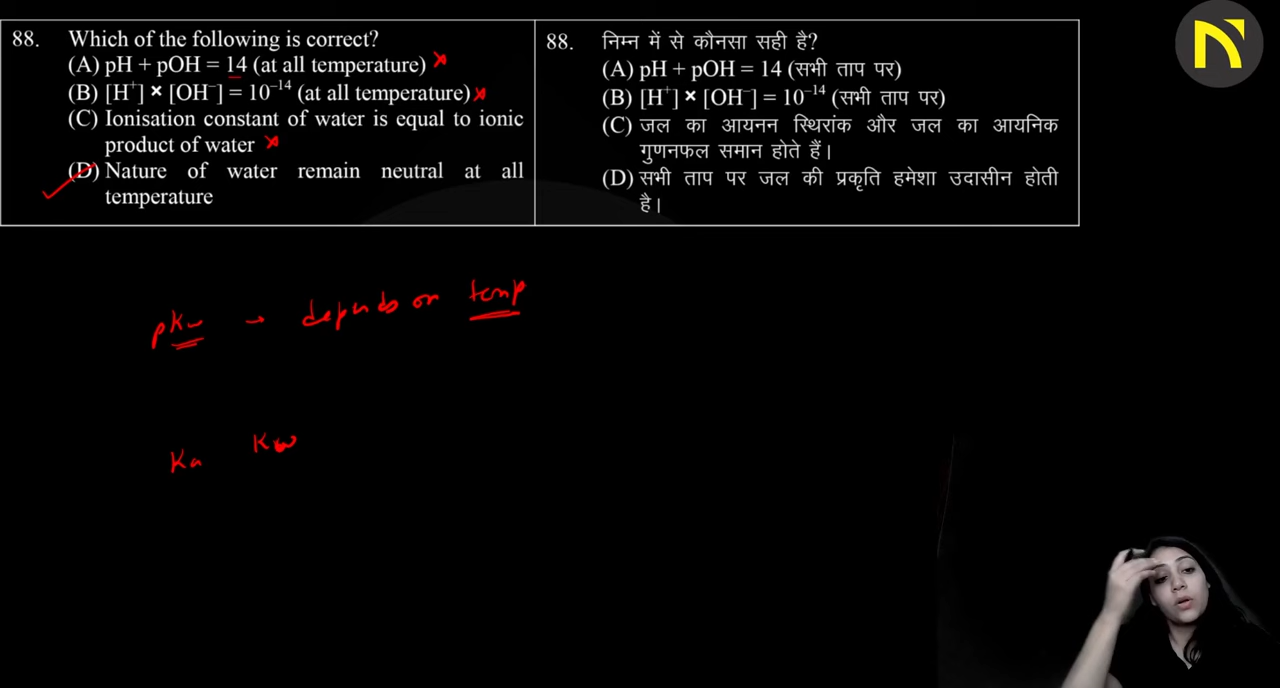 88. Which of the following is correct?
(A) pH + pOH = 14 (at all temperature)
(B) [H⁺] × [OH⁻] = 10⁻¹⁴ (at all temperature)
(C) Ionisation constant of water is equal to ionic
product of water
(D) Nature of water remain neutral at all
temperature
88. निम्न में से कौनसा सही है?
(A) pH + pOH = 14 (सभी ताप पर)
(B) [H⁺] × [OH⁻] = 10⁻¹⁴ (सभी ताप पर)
(C) जल का आयनन स्थिरांक और जल का आयनिक
गुणनफल समान होते हैं।
(D) सभी ताप पर जल की प्रकृति हमेशा उदासीन होती
है।
pKw → depends on temp
Ka Kw